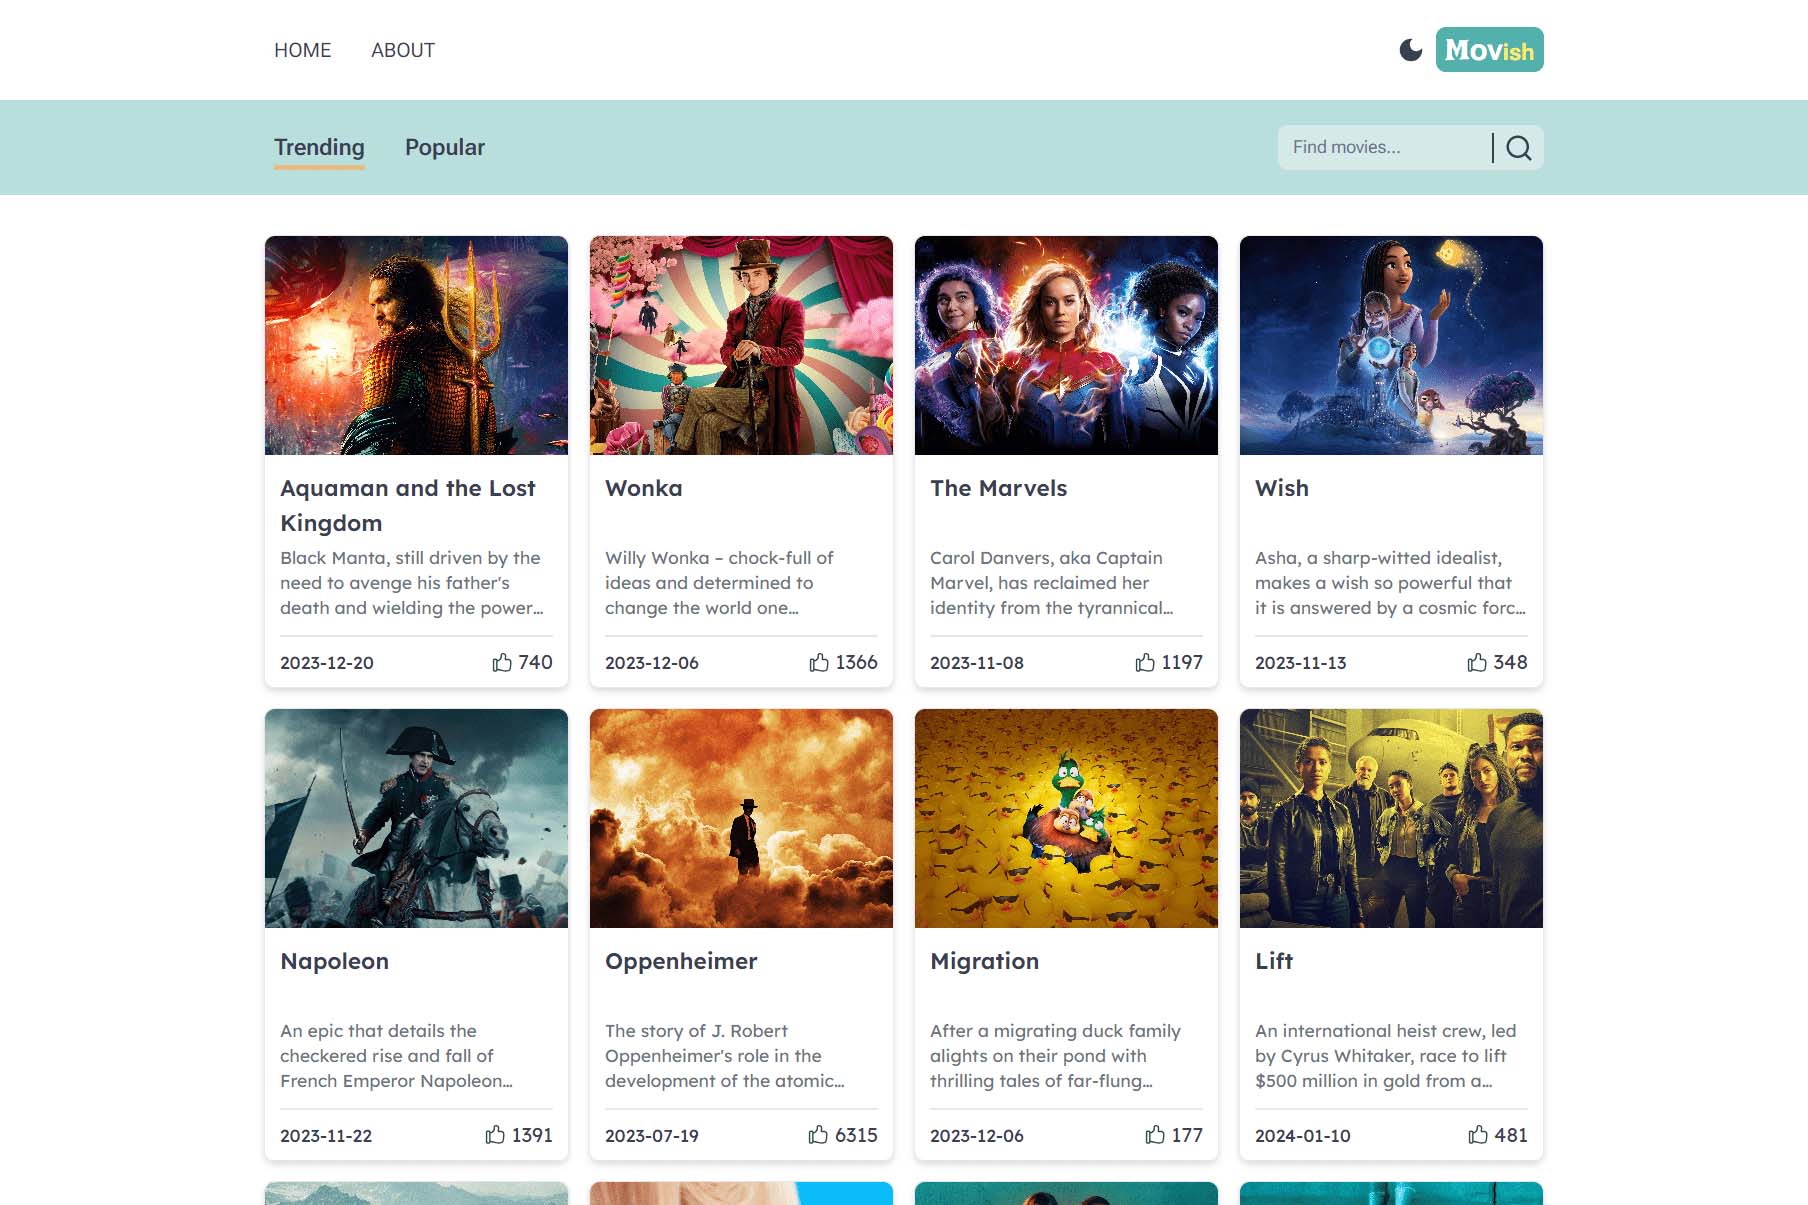 HOME ABOUT Movish
Trending Popular Find movies...
Aquaman and the Lost
Kingdom
Black Manta, still driven by the
need to avenge his father's
death and wielding the power...
2023-12-20 740
Wonka
Willy Wonka – chock-full of
ideas and determined to
change the world one...
2023-12-06 1366
The Marvels
Carol Danvers, aka Captain
Marvel, has reclaimed her
identity from the tyrannical...
2023-11-08 1197
Wish
Asha, a sharp-witted idealist,
makes a wish so powerful that
it is answered by a cosmic forc...
2023-11-13 348
Napoleon
An epic that details the
checkered rise and fall of
French Emperor Napoleon...
2023-11-22 1391
Oppenheimer
The story of J. Robert
Oppenheimer's role in the
development of the atomic...
2023-07-19 6315
Migration
After a migrating duck family
alights on their pond with
thrilling tales of far-flung...
2023-12-06 177
Lift
An international heist crew, led
by Cyrus Whitaker, race to lift
$500 million in gold from a...
2024-01-10 481